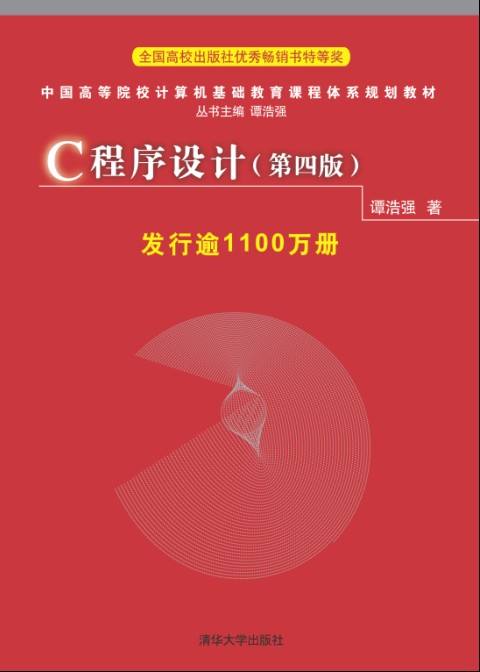 全国高校出版社优秀畅销书特等奖
中国高等院校计算机基础教育课程体系规划教材
丛书主编 谭浩强
C程序设计（第四版）
谭浩强 著
发行逾1100万册
清华大学出版社